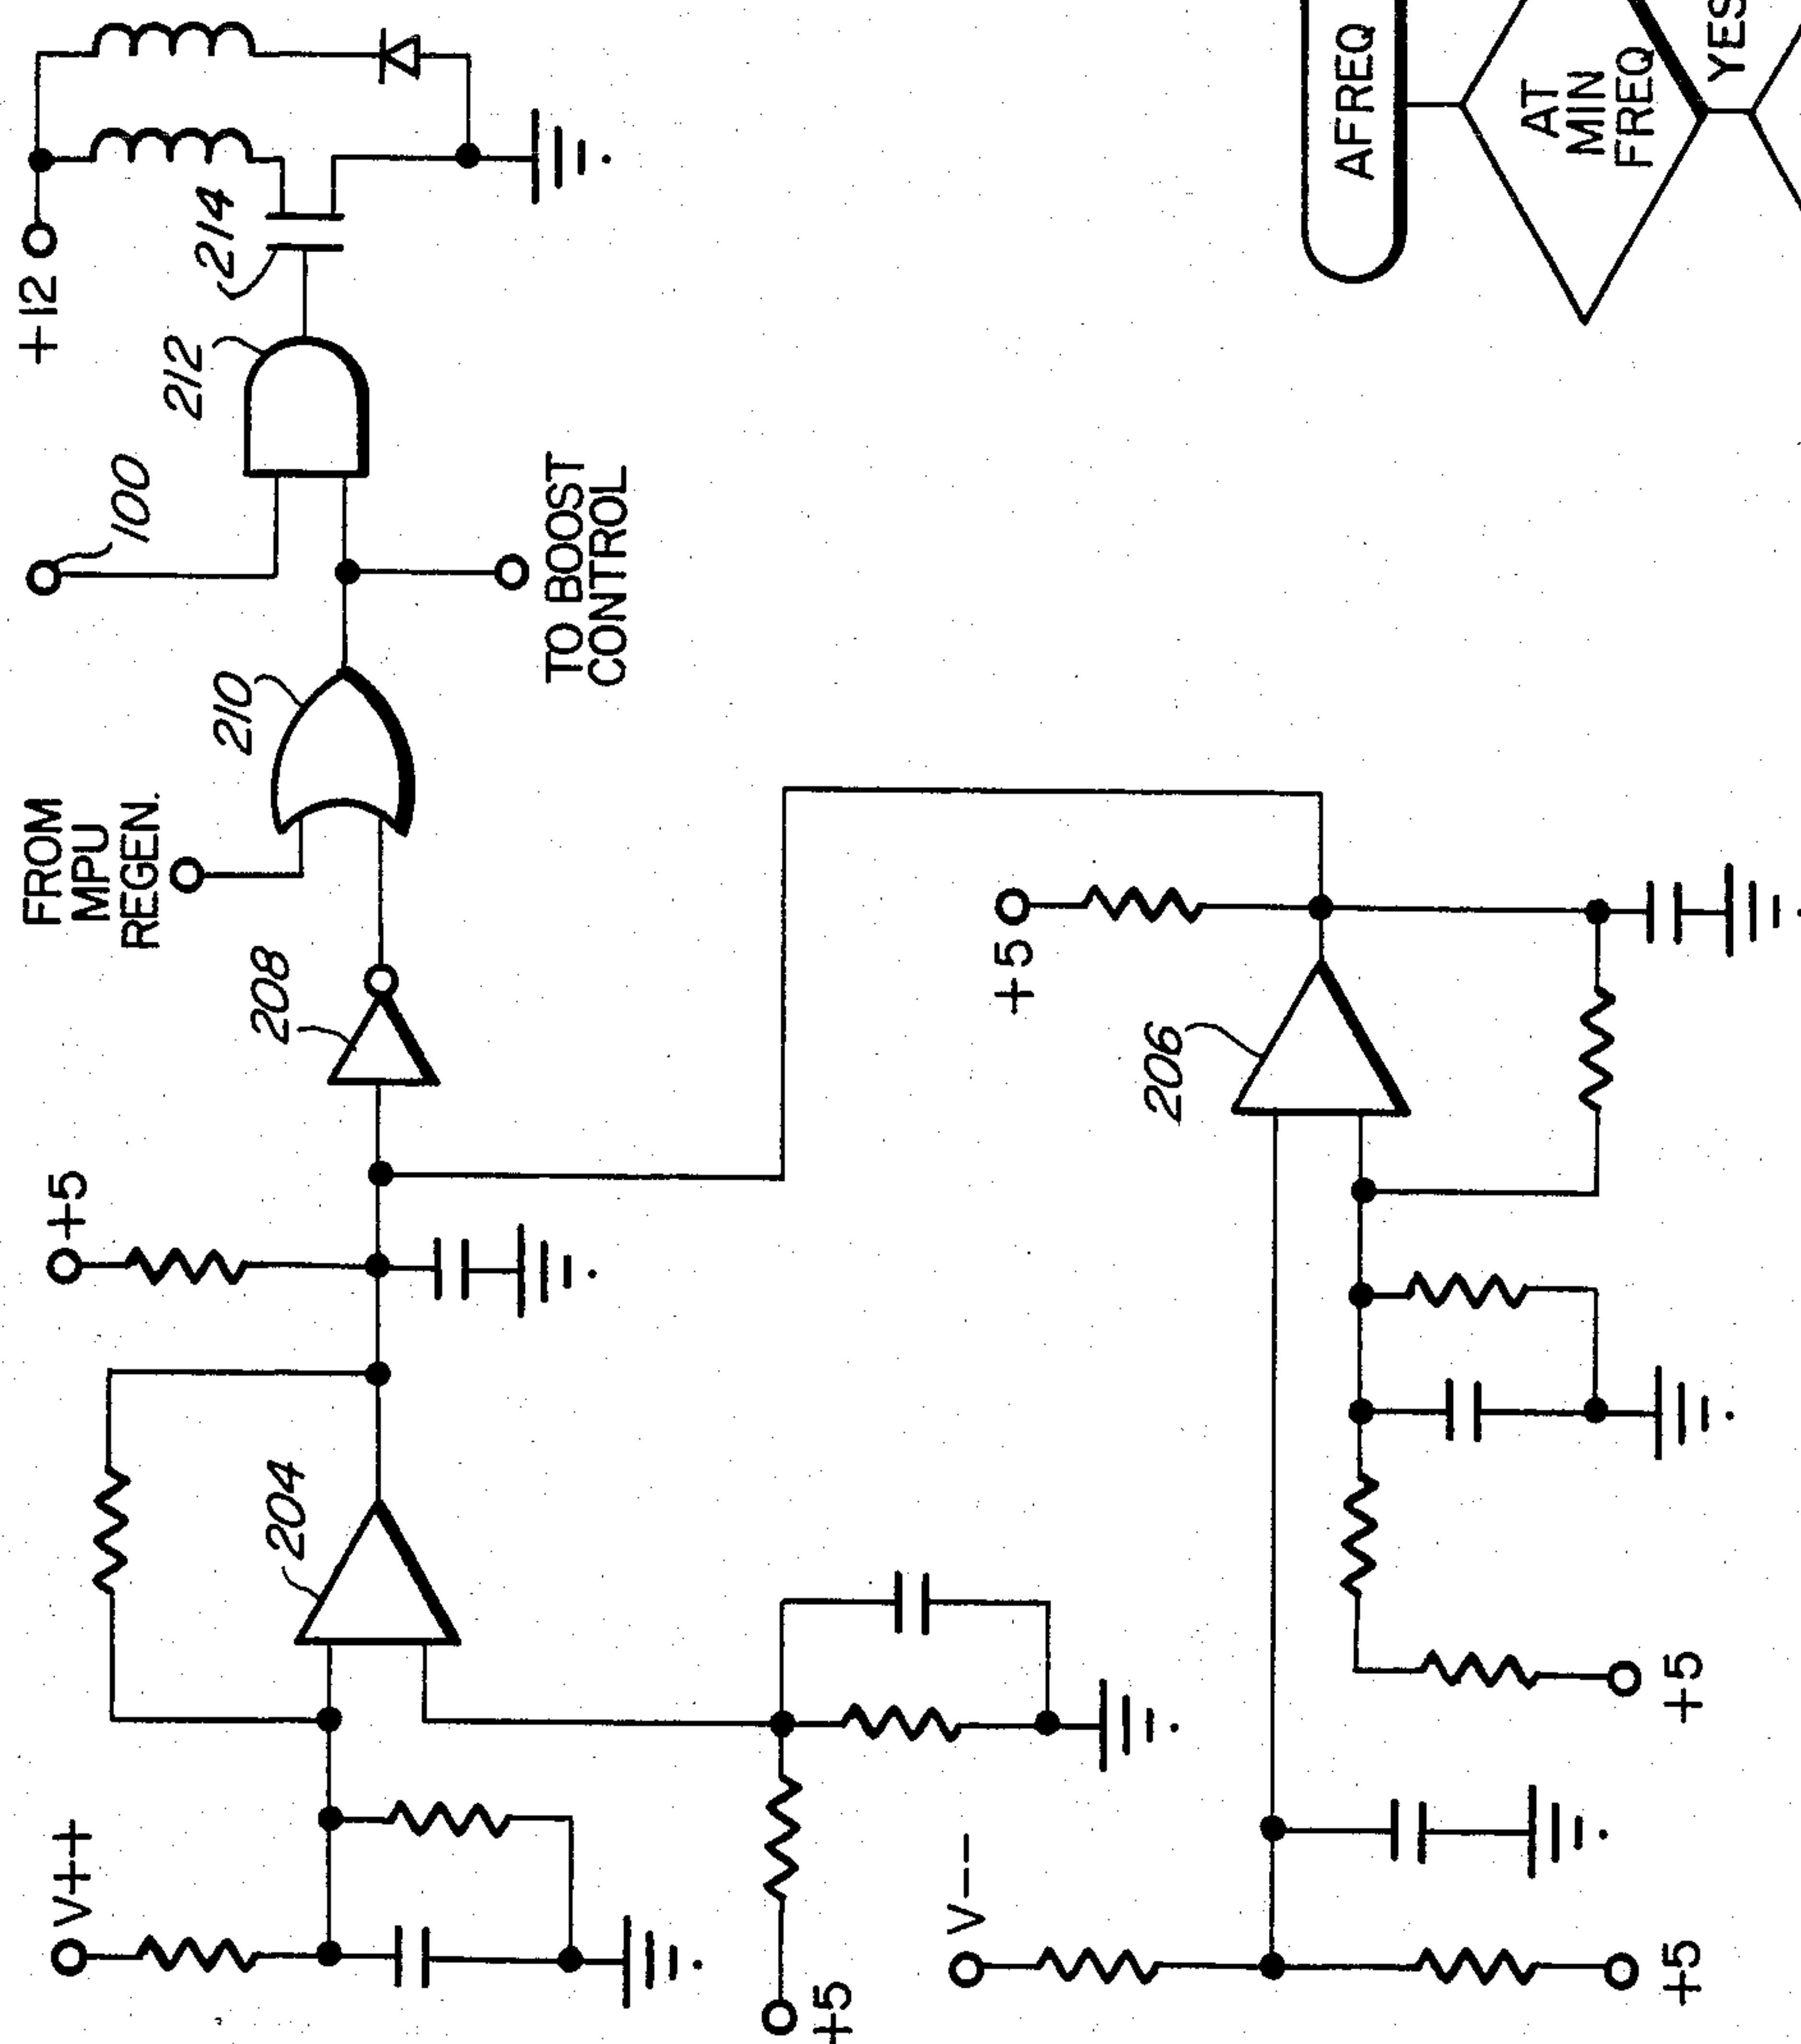 +12
214
212
100
TO BOOST
CONTROL
210
FROM
MPU
REGEN.
208
+5
204
V++
+5
+5
206
V--
+5
+5
AFREQ
AT
MIN
FREQ
YES